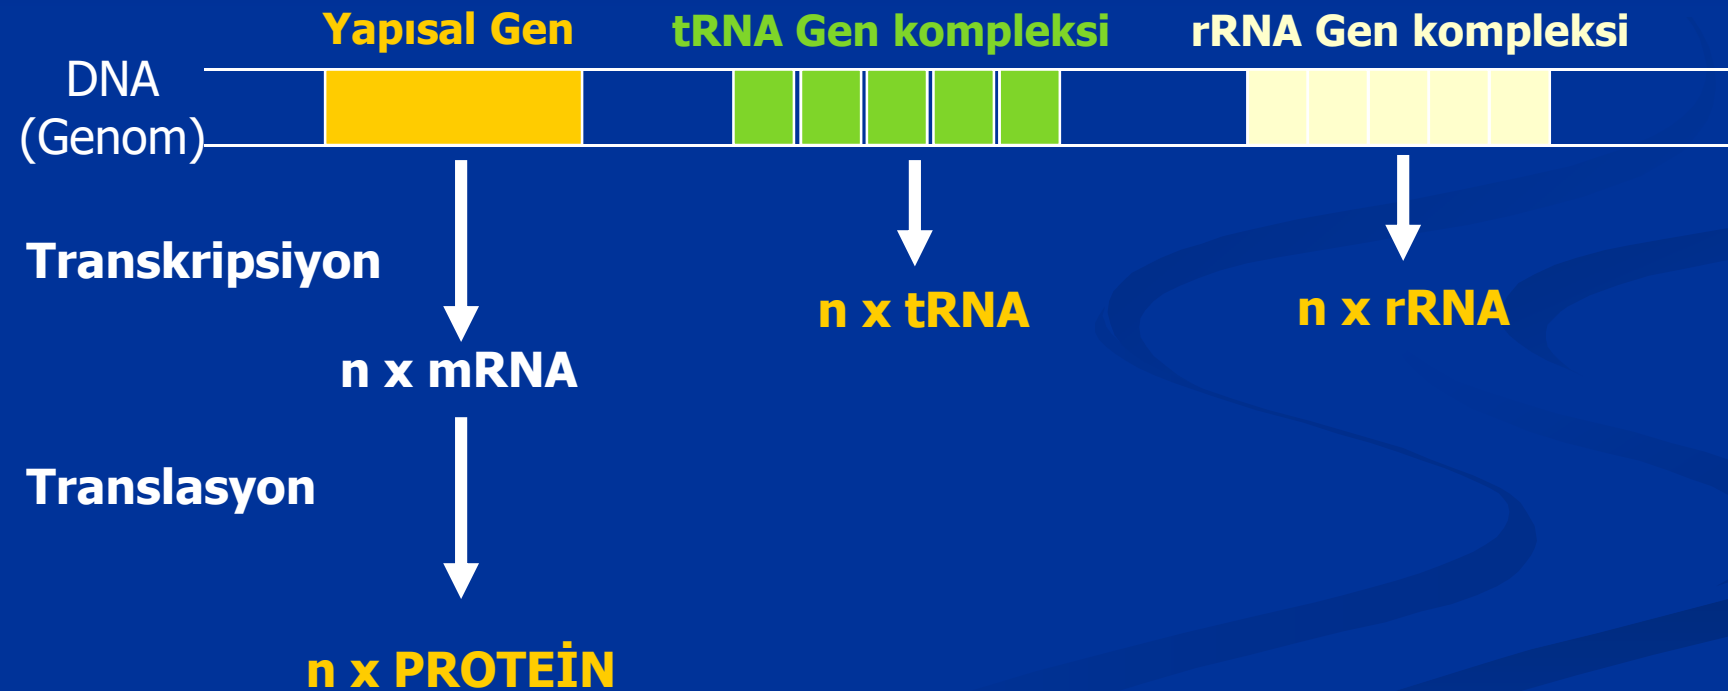 Yapısal Gen
tRNA Gen kompleksi
rRNA Gen kompleksi
DNA
(Genom)
Transkripsiyon
n x tRNA
n x rRNA
n x mRNA
Translasyon
n x PROTEİN